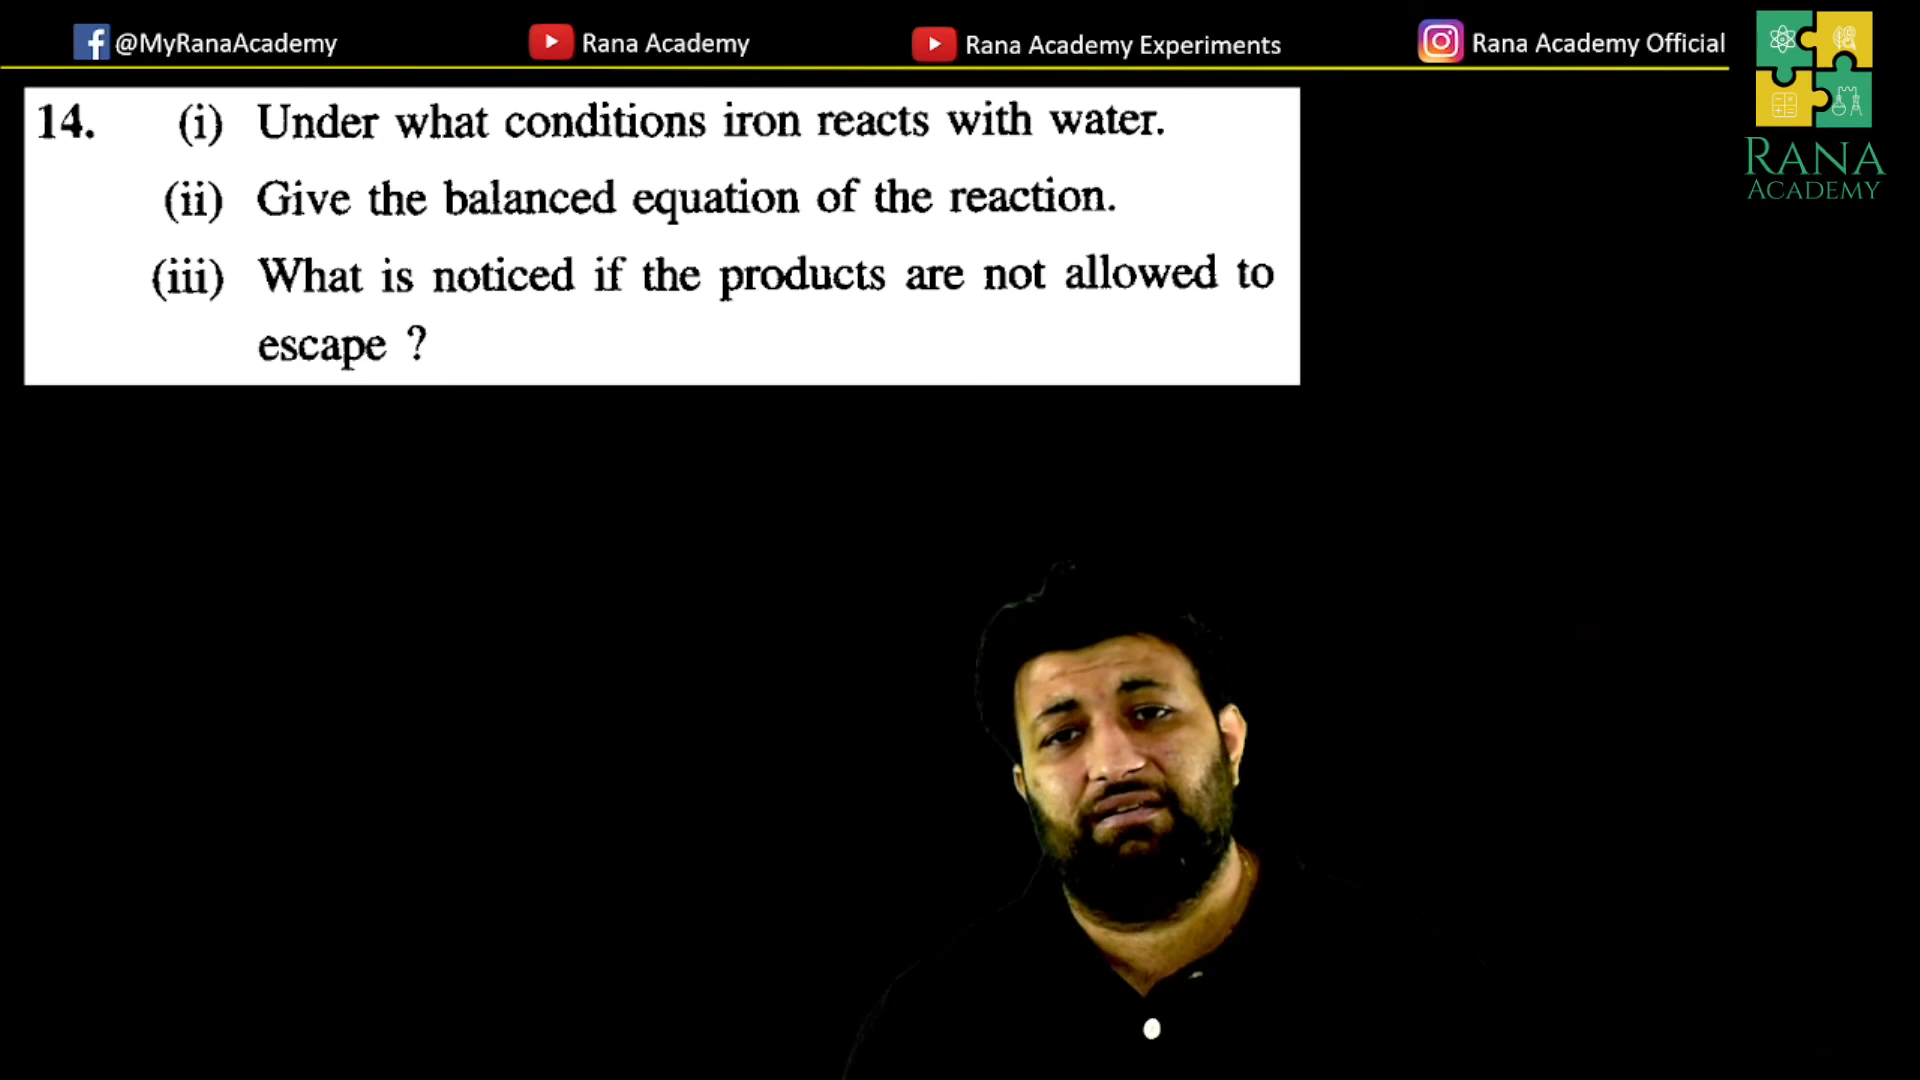 @MyRanaAcademy Rana Academy Rana Academy Experiments Rana Academy Official
RANA
ACADEMY
14. (i) Under what conditions iron reacts with water.
(ii) Give the balanced equation of the reaction.
(iii) What is noticed if the products are not allowed to
escape ?